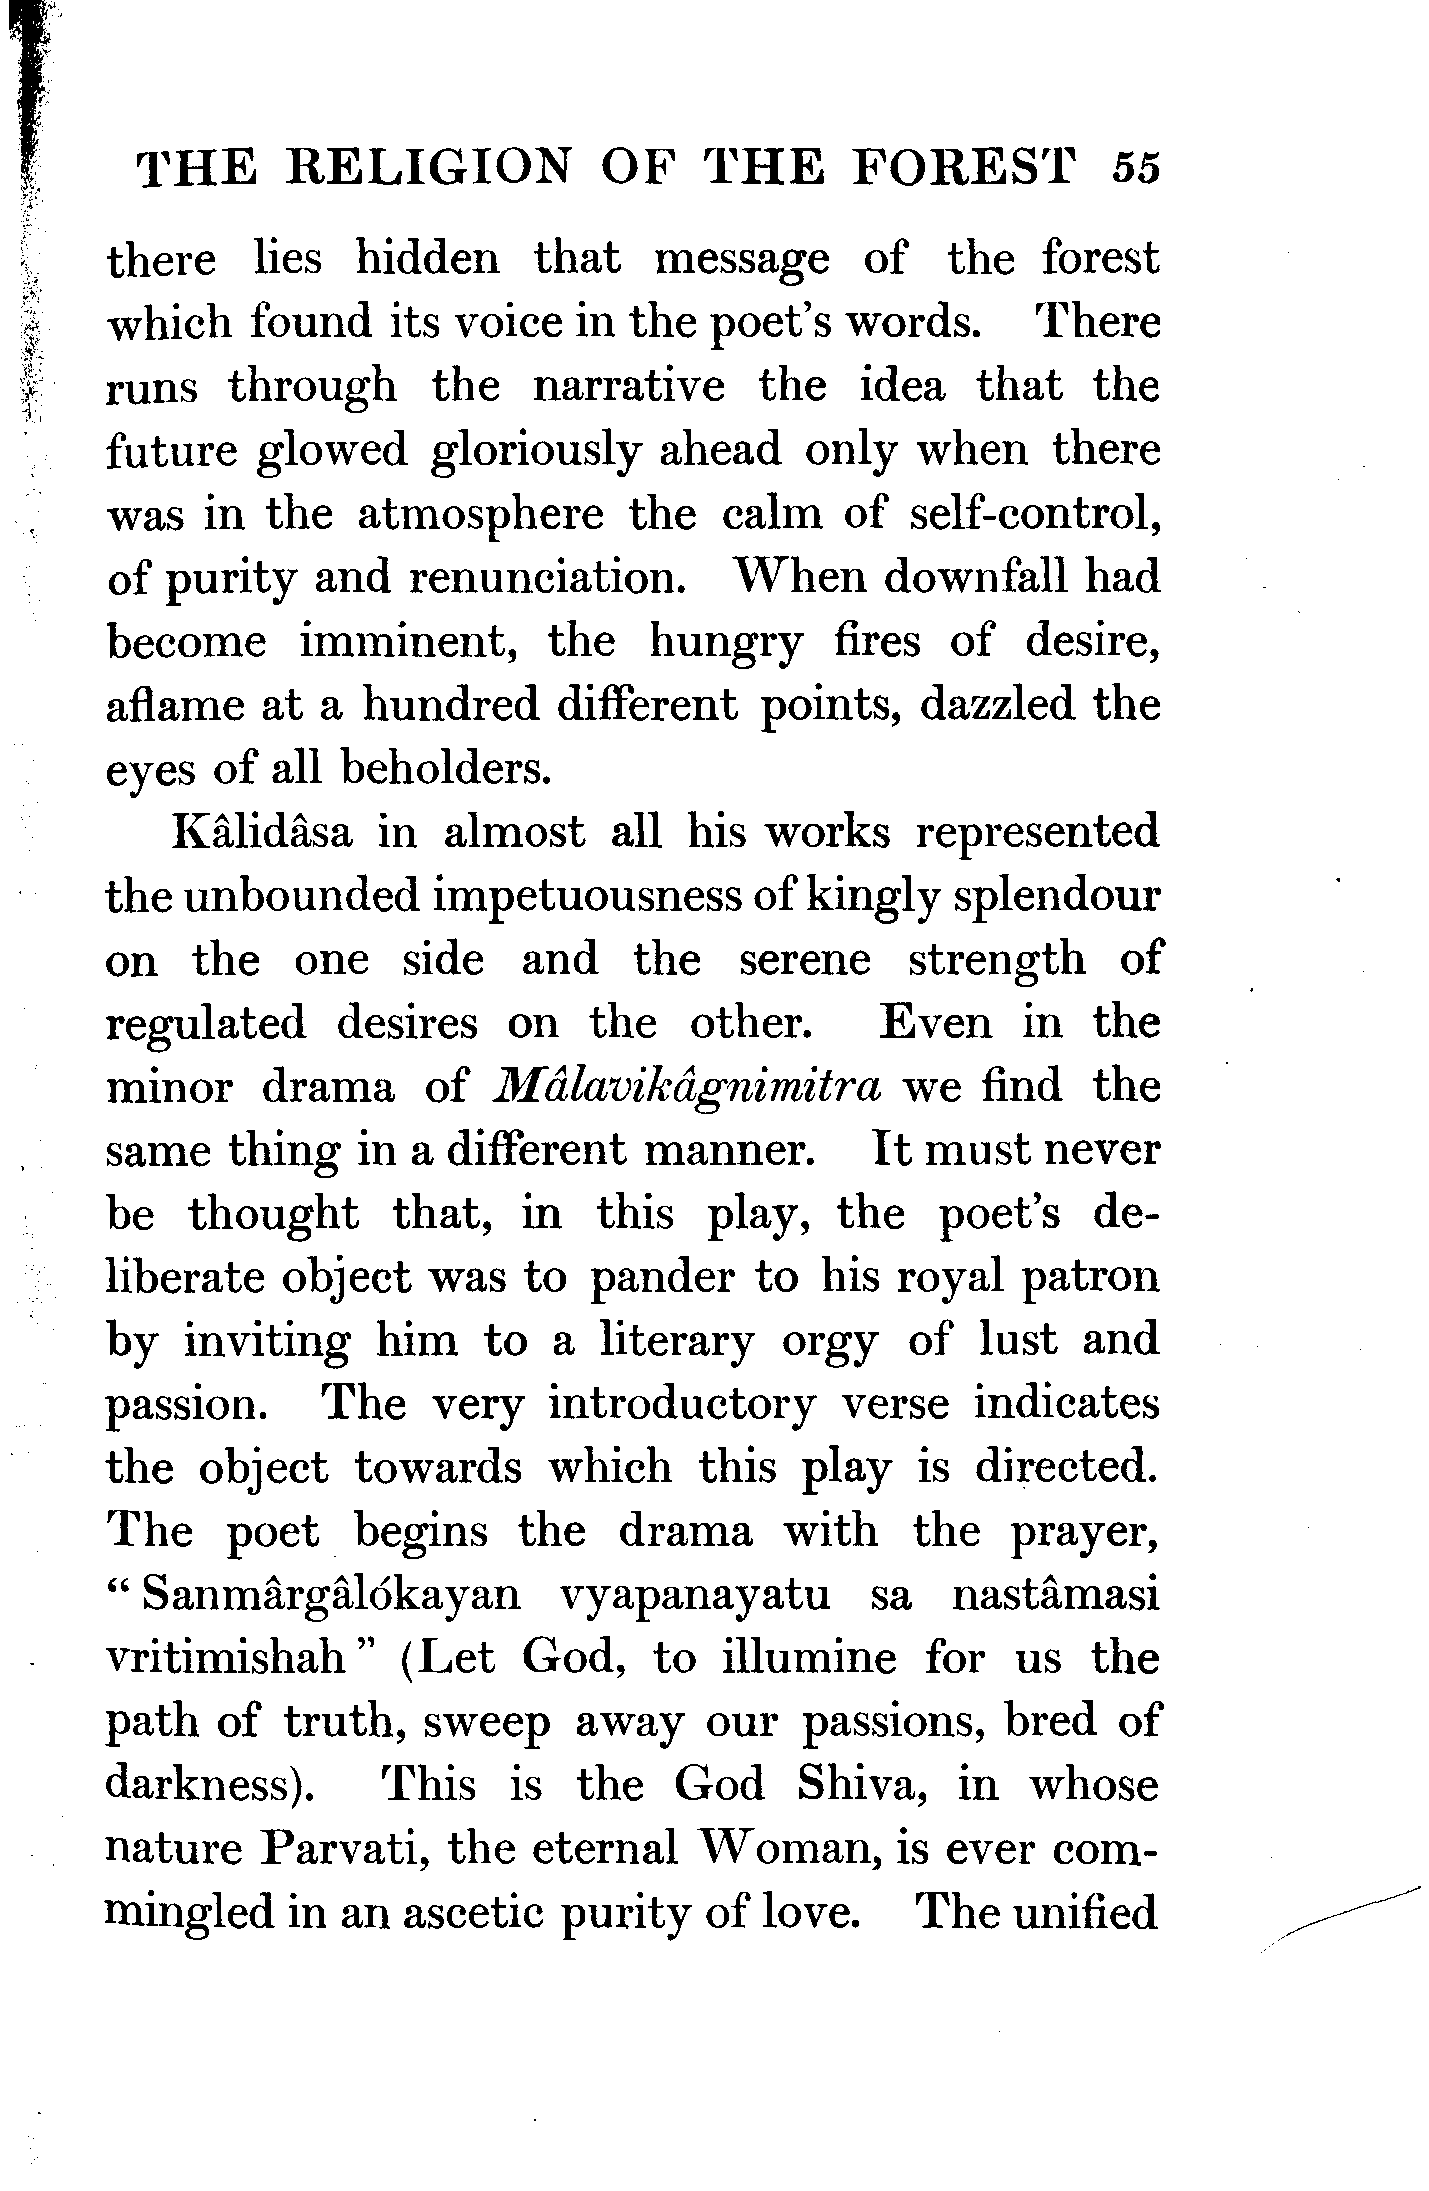 THE RELIGION OF THE FOREST 55
there lies hidden that message of the forest
which found its voice in the poet's words. There
runs through the narrative the idea that the
future glowed gloriously ahead only when there
was in the atmosphere the calm of self-control,
of purity and renunciation. When downfall had
become imminent, the hungry fires of desire,
aflame at a hundred different points, dazzled the
eyes of all beholders.
Kâlidâsa in almost all his works represented
the unbounded impetuousness of kingly splendour
on the one side and the serene strength of
regulated desires on the other. Even in the
minor drama of Mâlavikâgnimitra we find the
same thing in a different manner. It must never
be thought that, in this play, the poet's de-
liberate object was to pander to his royal patron
by inviting him to a literary orgy of lust and
passion. The very introductory verse indicates
the object towards which this play is directed.
The poet begins the drama with the prayer,
“Sanmârgâlókayan vyapanayatu sa nastâmasi
vritimishah” (Let God, to illumine for us the
path of truth, sweep away our passions, bred of
darkness). This is the God Shiva, in whose
nature Parvati, the eternal Woman, is ever com-
mingled in an ascetic purity of love. The unified